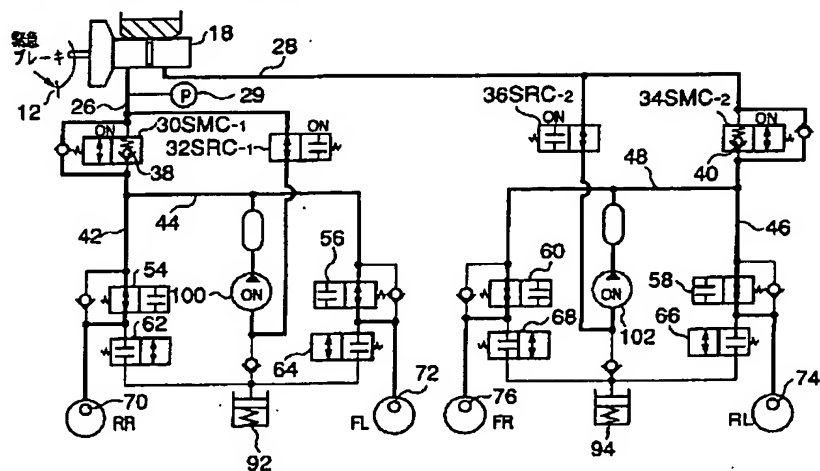 緊急
ブレーキ
12
18
26
28
P
29
ON
30SMC-1
32SRC-1
ON
36SRC-2
ON
34SMC-2
ON
38
40
42
44
48
46
54
56
60
58
100
ON
ON
102
62
64
68
66
70
RR
72
FL
76
FR
74
RL
92
94